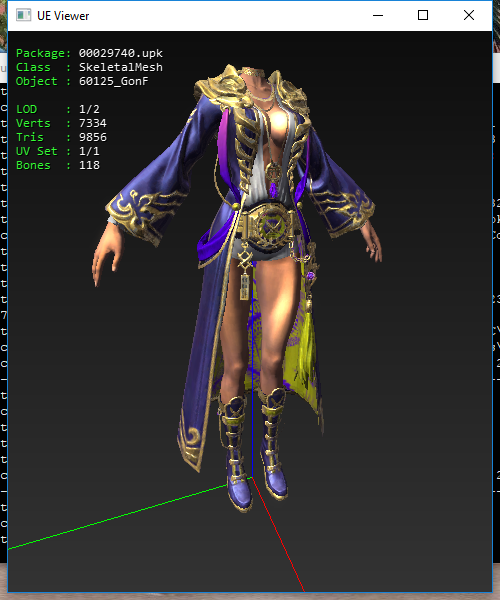 UE Viewer
Package: 00029740.upk
Class : SkeletalMesh
Object : 60125_GonF
LOD : 1/2
Verts : 7334
Tris : 9856
UV Set : 1/1
Bones : 118